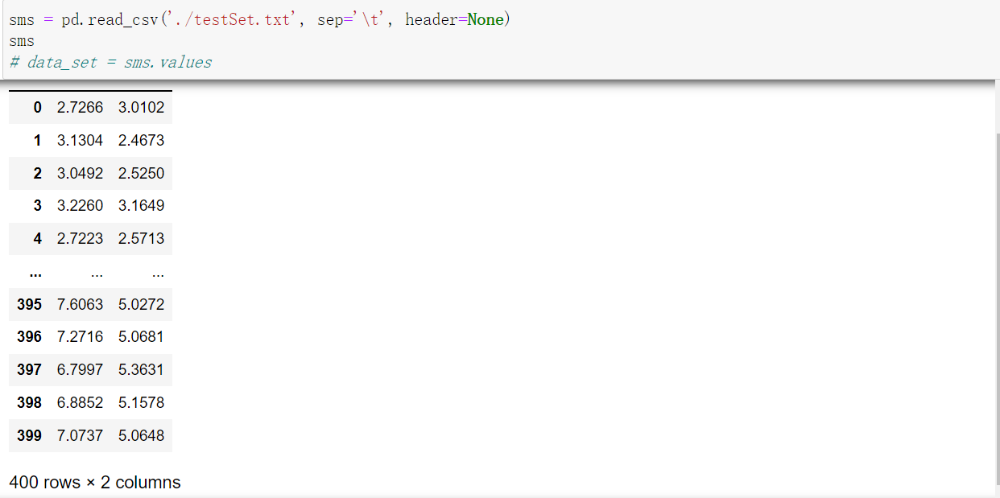 sms = pd.read_csv('./testSet.txt', sep='\t', header=None)
sms
# data_set = sms.values
0 2.7266 3.0102
1 3.1304 2.4673
2 3.0492 2.5250
3 3.2260 3.1649
4 2.7223 2.5713
... ... ...
395 7.6063 5.0272
396 7.2716 5.0681
397 6.7997 5.3631
398 6.8852 5.1578
399 7.0737 5.0648
400 rows × 2 columns